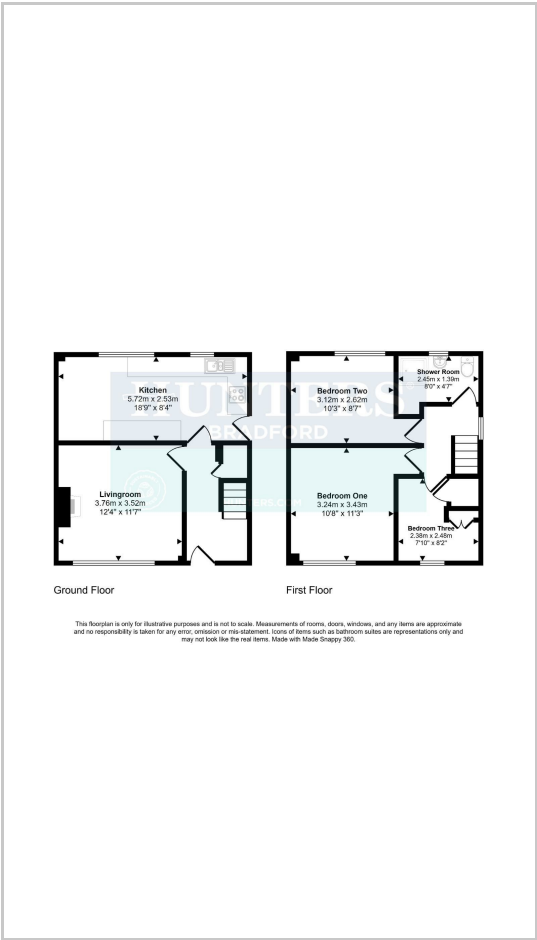 HUNTERS
BRADFORD
Kitchen
5.72m x 2.53m
18'9" x 8'4"
Livingroom
3.76m x 3.52m
12'4" x 11'7"
Bedroom Two
3.12m x 2.62m
10'3" x 8'7"
Shower Room
2.45m x 1.39m
8'0" x 4'7"
Bedroom One
3.24m x 3.43m
10'8" x 11'3"
Bedroom Three
2.38m x 2.48m
7'10" x 8'2"
Ground Floor
First Floor
This floorplan is only for illustrative purposes and is not to scale. Measurements of rooms, doors, windows, and any items are approximate
and no responsibility is taken for any error, omission or mis-statement. Icons of items such as bathroom suites are representations only and
may not look like the real items. Made with Made Snappy 360.